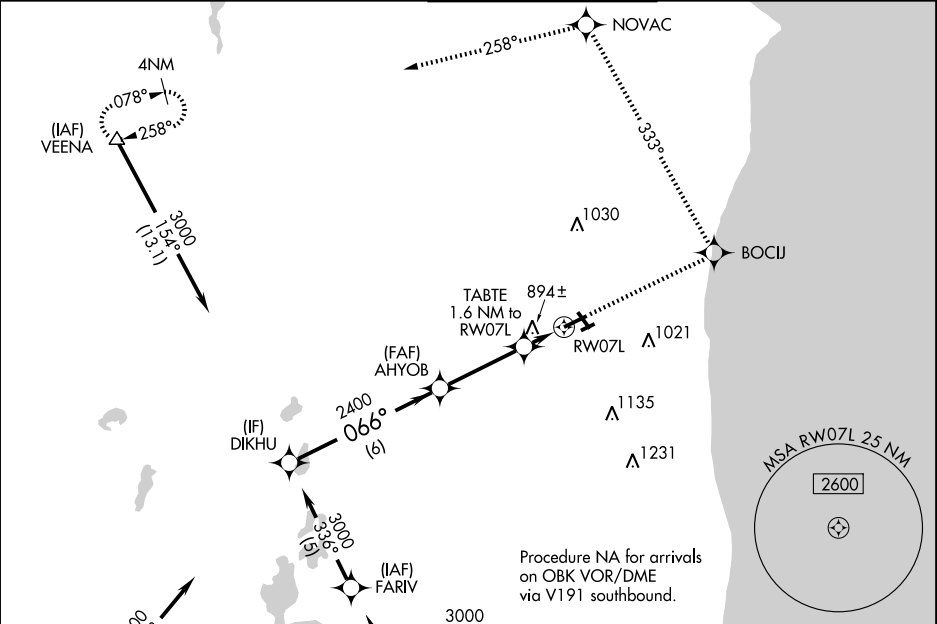 NOVAC
258°
4NM
078°
258°
(IAF)
VEENA
3000
154°
(13.1)
333°
1030
BOCIJ
TABTE
1.6 NM to
RW07L
894±
RW07L
1021
(FAF)
AHYOB
2400
066°
(6)
(IF)
DIKHU
1135
1231
MSA RW07L 25 NM
2600
3000
336°
(5)
(IAF)
FARIV
Procedure NA for arrivals
on OBK VOR/DME
via V191 southbound.
3000